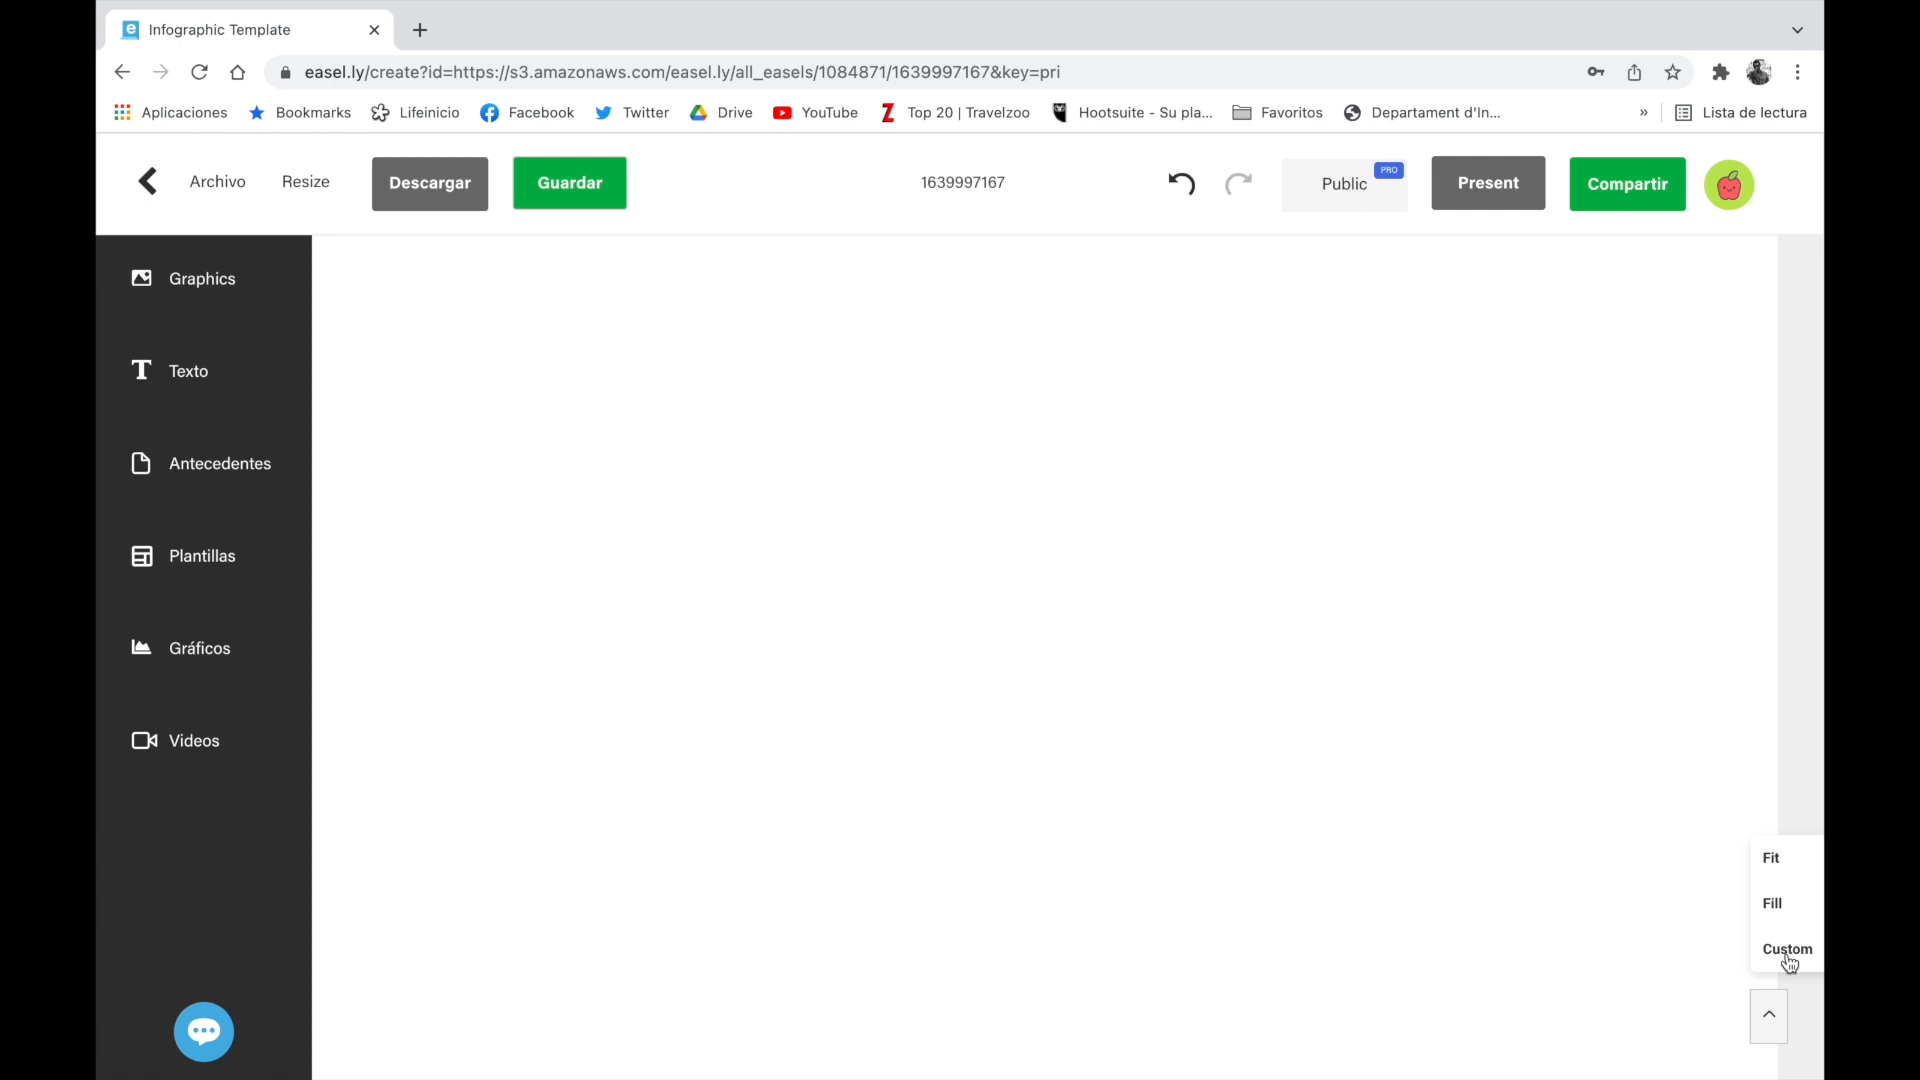 Infographic Template
easel.ly/create?id=https://s3.amazonaws.com/easel.ly/all_easels/1084871/1639997167&key=pri
Aplicaciones Bookmarks Lifeinicio Facebook Twitter Drive YouTube Top 20 | Travelzoo Hootsuite - Su pla... Favoritos Departament d'In... » Lista de lectura
Archivo Resize Descargar Guardar 1639997167 Public PRO Present Compartir
Graphics
Texto
Antecedentes
Plantillas
Gráficos
Videos
Fit
Fill
Custom